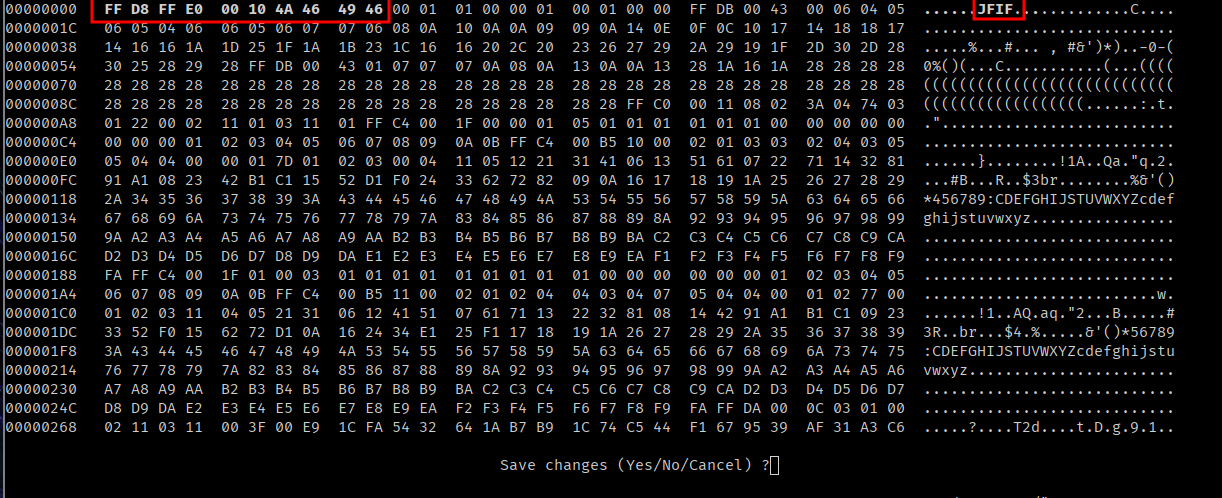 00000000 FF D8 FF E0 00 10 4A 46 49 46 00 01 01 00 00 01 00 01 00 00 FF DB 00 43 00 06 04 05 ......JFIF.............C....
0000001C 06 05 04 06 06 05 06 07 07 06 08 0A 10 0A 0A 09 09 0A 14 0E 0F 0C 10 17 14 18 18 17 ............................
00000038 14 16 16 1A 1D 25 1F 1A 1B 23 1C 16 16 20 2C 20 23 26 27 29 2A 29 19 1F 2D 30 2D 28 .....%...#... , #&')*)..-0-(
00000054 30 25 28 29 28 FF DB 00 43 01 07 07 07 0A 08 0A 13 0A 0A 13 28 1A 16 1A 28 28 28 28 0%()(...C...........(...((((
00000070 28 28 28 28 28 28 28 28 28 28 28 28 28 28 28 28 28 28 28 28 28 28 28 28 28 28 28 28 ((((((((((((((((((((((((((((
0000008C 28 28 28 28 28 28 28 28 28 28 28 28 28 28 28 28 28 28 FF C0 00 11 08 02 3A 04 74 03 ((((((((((((((((((......:.t.
000000A8 01 22 00 02 11 01 03 11 01 FF C4 00 1F 00 00 01 05 01 01 01 01 01 01 00 00 00 00 00 ."..........................
000000C4 00 00 00 01 02 03 04 05 06 07 08 09 0A 0B FF C4 00 B5 10 00 02 01 03 03 02 04 03 05 ............................
000000E0 05 04 04 00 00 01 7D 01 02 03 00 04 11 05 12 21 31 41 06 13 51 61 07 22 71 14 32 81 ......}........!1A..Qa."q.2.
000000FC 91 A1 08 23 42 B1 C1 15 52 D1 F0 24 33 62 72 82 09 0A 16 17 18 19 1A 25 26 27 28 29 ...#B...R..$3br........%&'()
00000118 2A 34 35 36 37 38 39 3A 43 44 45 46 47 48 49 4A 53 54 55 56 57 58 59 5A 63 64 65 66 *456789:CDEFGHIJSTUVWXYZcdef
00000134 67 68 69 6A 73 74 75 76 77 78 79 7A 83 84 85 86 87 88 89 8A 92 93 94 95 96 97 98 99 ghijstuvwxyz................
00000150 9A A2 A3 A4 A5 A6 A7 A8 A9 AA B2 B3 B4 B5 B6 B7 B8 B9 BA C2 C3 C4 C5 C6 C7 C8 C9 CA ............................
0000016C D2 D3 D4 D5 D6 D7 D8 D9 DA E1 E2 E3 E4 E5 E6 E7 E8 E9 EA F1 F2 F3 F4 F5 F6 F7 F8 F9 ............................
00000188 FA FF C4 00 1F 01 00 03 01 01 01 01 01 01 01 01 01 00 00 00 00 00 00 01 02 03 04 05 ............................
000001A4 06 07 08 09 0A 0B FF C4 00 B5 11 00 02 01 02 04 04 03 04 07 05 04 04 00 01 02 77 00 ..........................w.
000001C0 01 02 03 11 04 05 21 31 06 12 41 51 07 61 71 13 22 32 81 08 14 42 91 A1 B1 C1 09 23 ......!1..AQ.aq."2...B.....#
000001DC 33 52 F0 15 62 72 D1 0A 16 24 34 E1 25 F1 17 18 19 1A 26 27 28 29 2A 35 36 37 38 39 3R..br...$4.%.....&'()*56789
000001F8 3A 43 44 45 46 47 48 49 4A 53 54 55 56 57 58 59 5A 63 64 65 66 67 68 69 6A 73 74 75 :CDEFGHIJSTUVWXYZcdefghijstu
00000214 76 77 78 79 7A 82 83 84 85 86 87 88 89 8A 92 93 94 95 96 97 98 99 9A A2 A3 A4 A5 A6 vwxyz.......................
00000230 A7 A8 A9 AA B2 B3 B4 B5 B6 B7 B8 B9 BA C2 C3 C4 C5 C6 C7 C8 C9 CA D2 D3 D4 D5 D6 D7 ............................
0000024C D8 D9 DA E2 E3 E4 E5 E6 E7 E8 E9 EA F2 F3 F4 F5 F6 F7 F8 F9 FA FF DA 00 0C 03 01 00 ............................
00000268 02 11 03 11 00 3F 00 E9 1C FA 54 32 64 1A B7 B9 1C 74 C5 44 F1 67 95 39 AF 31 A3 C6 .....?....T2d....t.D.g.9.1..
Save changes (Yes/No/Cancel) ?